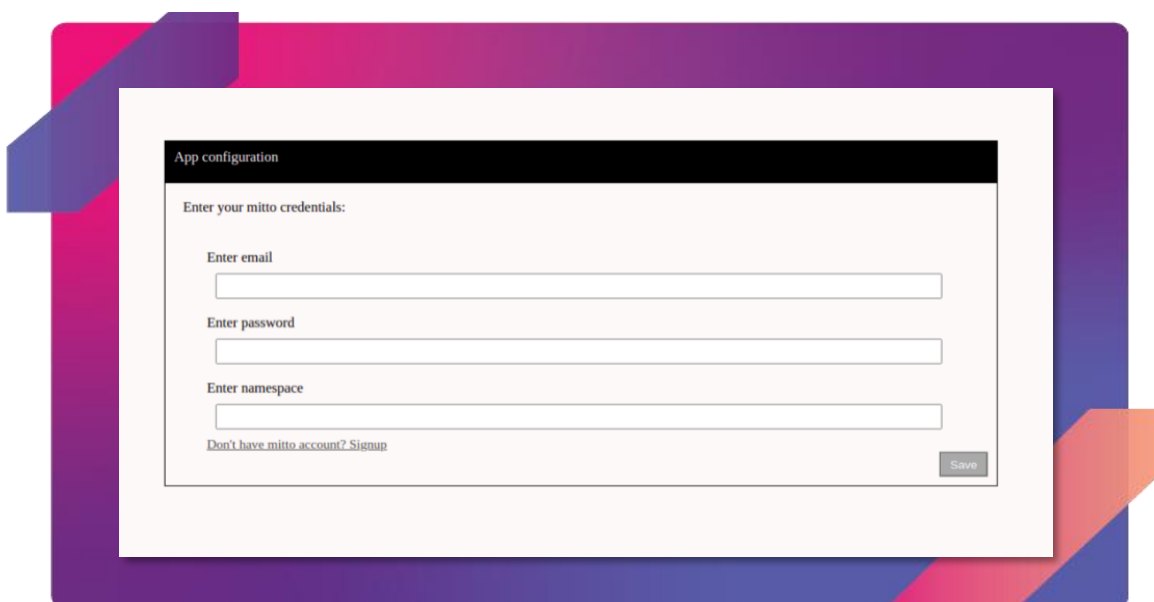 App configuration
Enter your mitto credentials:
Enter email
Enter password
Enter namespace
Don't have mitto account? Signup
Save